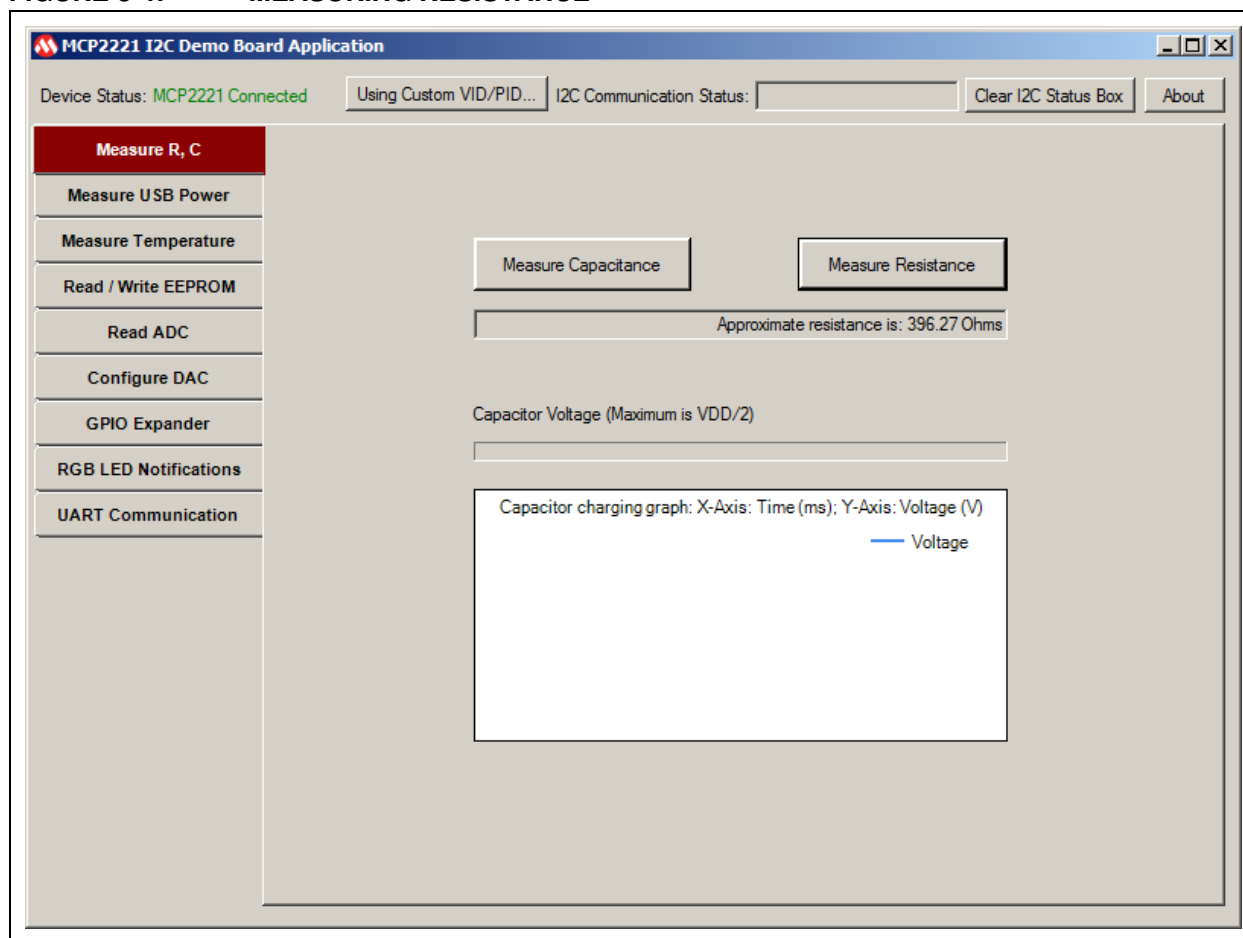 MCP2221 I2C Demo Board Application
Device Status: MCP2221 Connected Using Custom VID/PID... I2C Communication Status: Clear I2C Status Box About
Measure R, C
Measure USB Power
Measure Temperature
Read / Write EEPROM
Read ADC
Configure DAC
GPIO Expander
RGB LED Notifications
UART Communication
Measure Capacitance Measure Resistance
Approximate resistance is: 396.27 Ohms
Capacitor Voltage (Maximum is VDD/2)
Capacitor charging graph: X-Axis: Time (ms); Y-Axis: Voltage (V)
Voltage